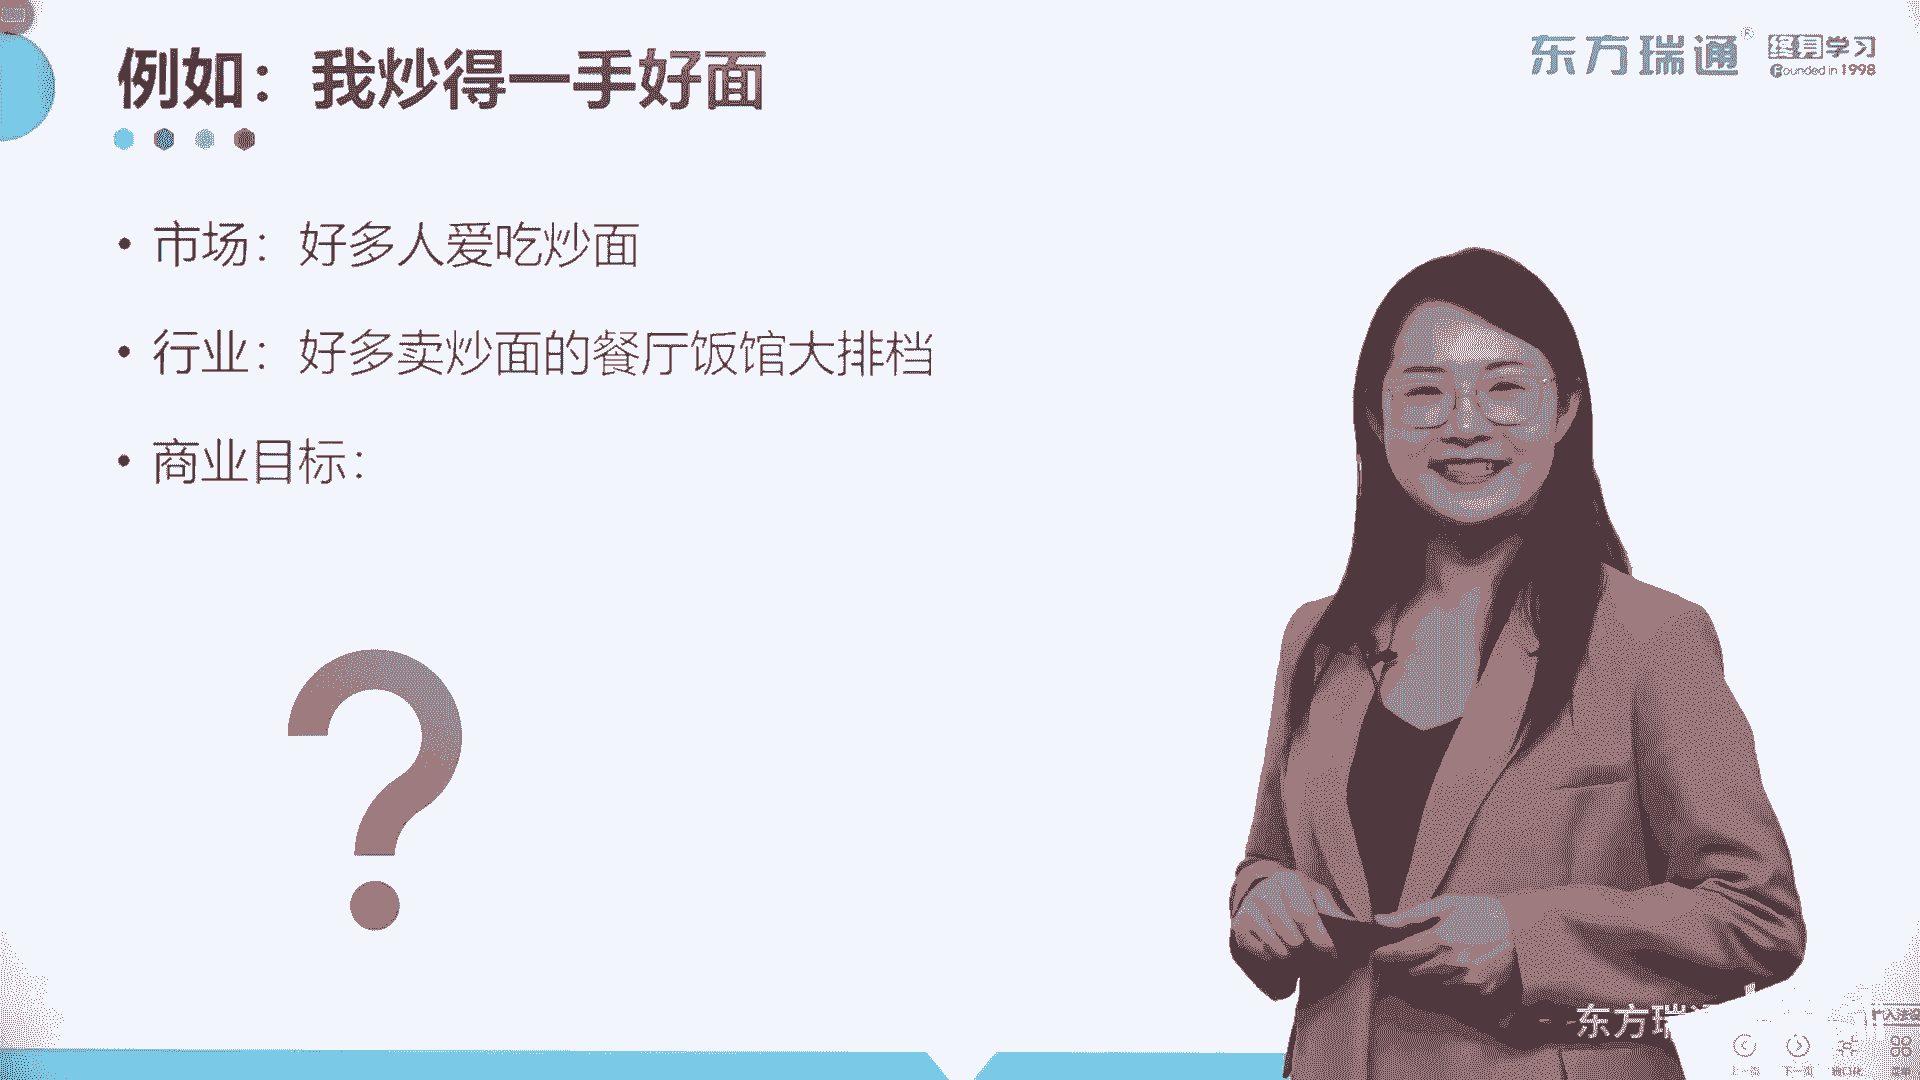 例如：我炒得一手好面
东方瑞通®
终身学习
Founded in 1998
• 市场：好多人爱吃炒面
• 行业：好多卖炒面的餐厅饭馆大排档
• 商业目标：
?
东方瑞
上一页 下一页